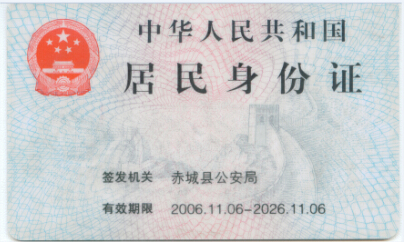 中华人民共和国
居民身份证
签发机关 赤城县公安局
有效期限 2006.11.06-2026.11.06